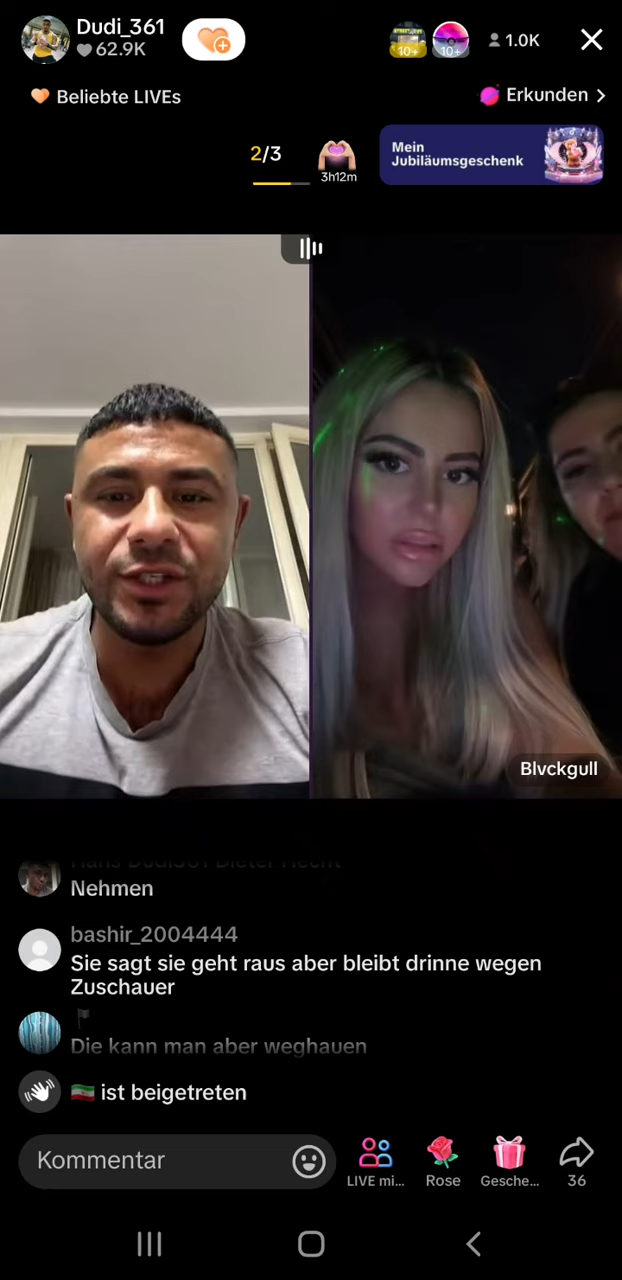 Dudi_361
62.9K
10+
10+
1.0K
Beliebte LIVEs
Erkunden
2/3
3h12m
Mein
Jubiläumsgeschenk
Blvckgull
Nehmen
bashir_2004444
Sie sagt sie geht raus aber bleibt drinne wegen
Zuschauer
Die kann man aber weghauen
ist beigetreten
Kommentar
LIVE mi...
Rose
Gesche...
36